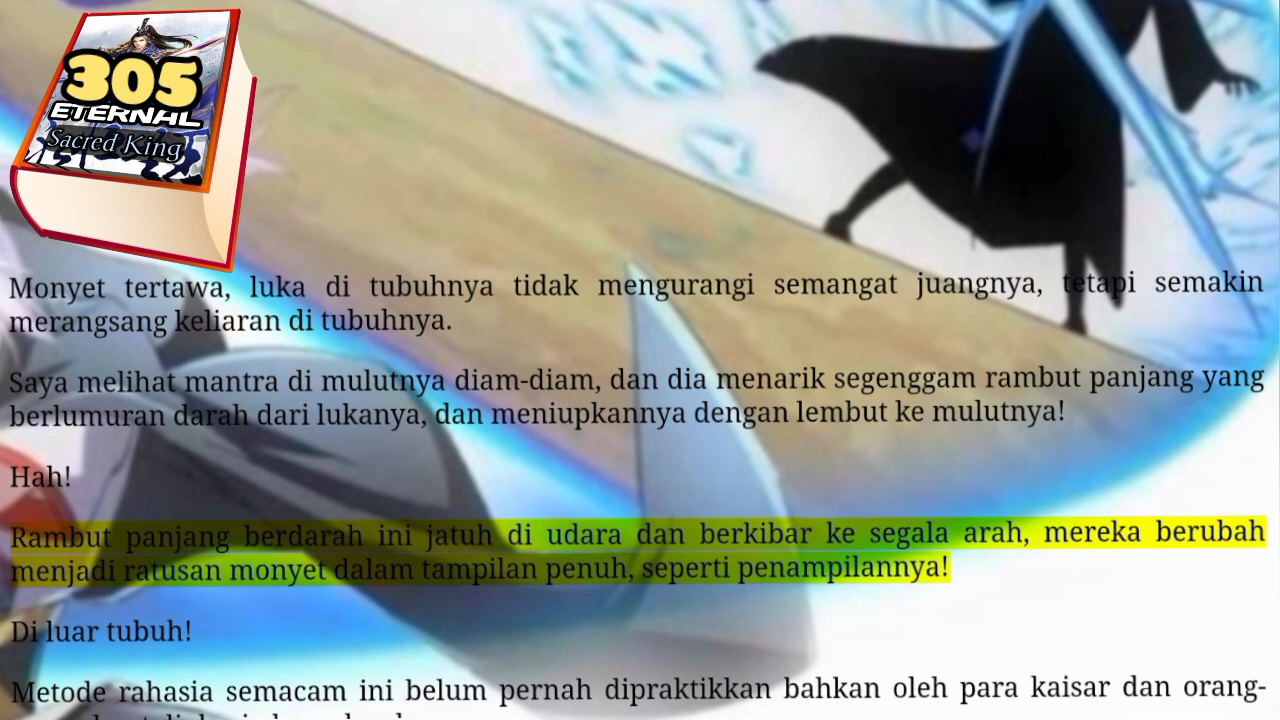 305
ETERNAL
Sacred King
Monyet tertawa, luka di tubuhnya tidak mengurangi semangat juangnya, tetapi semakin
merangsang keliaran di tubuhnya.
Saya melihat mantra di mulutnya diam-diam, dan dia menarik segenggam rambut panjang yang
berlumuran darah dari lukanya, dan meniupkannya dengan lembut ke mulutnya!
Hah!
Rambut panjang berdarah ini jatuh di udara dan berkibar ke segala arah, mereka berubah
menjadi ratusan monyet dalam tampilan penuh, seperti penampilannya!
Di luar tubuh!
Metode rahasia semacam ini belum pernah dipraktikkan bahkan oleh para kaisar dan orang-